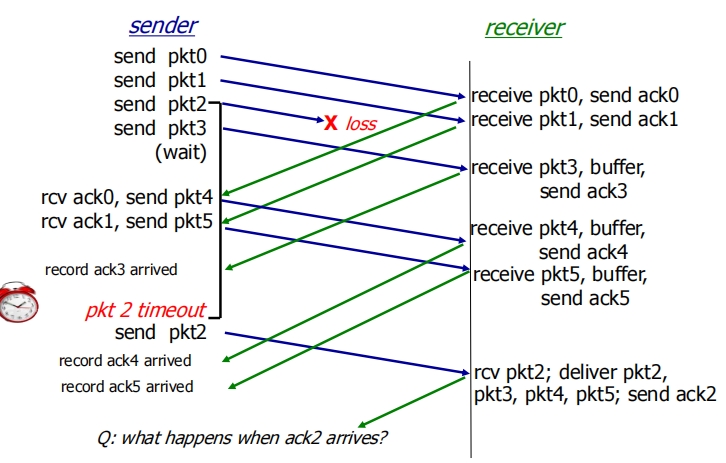 sender
receiver
send pkt0
send pkt1
send pkt2
send pkt3
(wait)
X loss
receive pkt0, send ack0
receive pkt1, send ack1
receive pkt3, buffer,
send ack3
rcv ack0, send pkt4
rcv ack1, send pkt5
receive pkt4, buffer,
send ack4
receive pkt5, buffer,
send ack5
record ack3 arrived
pkt 2 timeout
send pkt2
record ack4 arrived
record ack5 arrived
rcv pkt2; deliver pkt2,
pkt3, pkt4, pkt5; send ack2
Q: what happens when ack2 arrives?